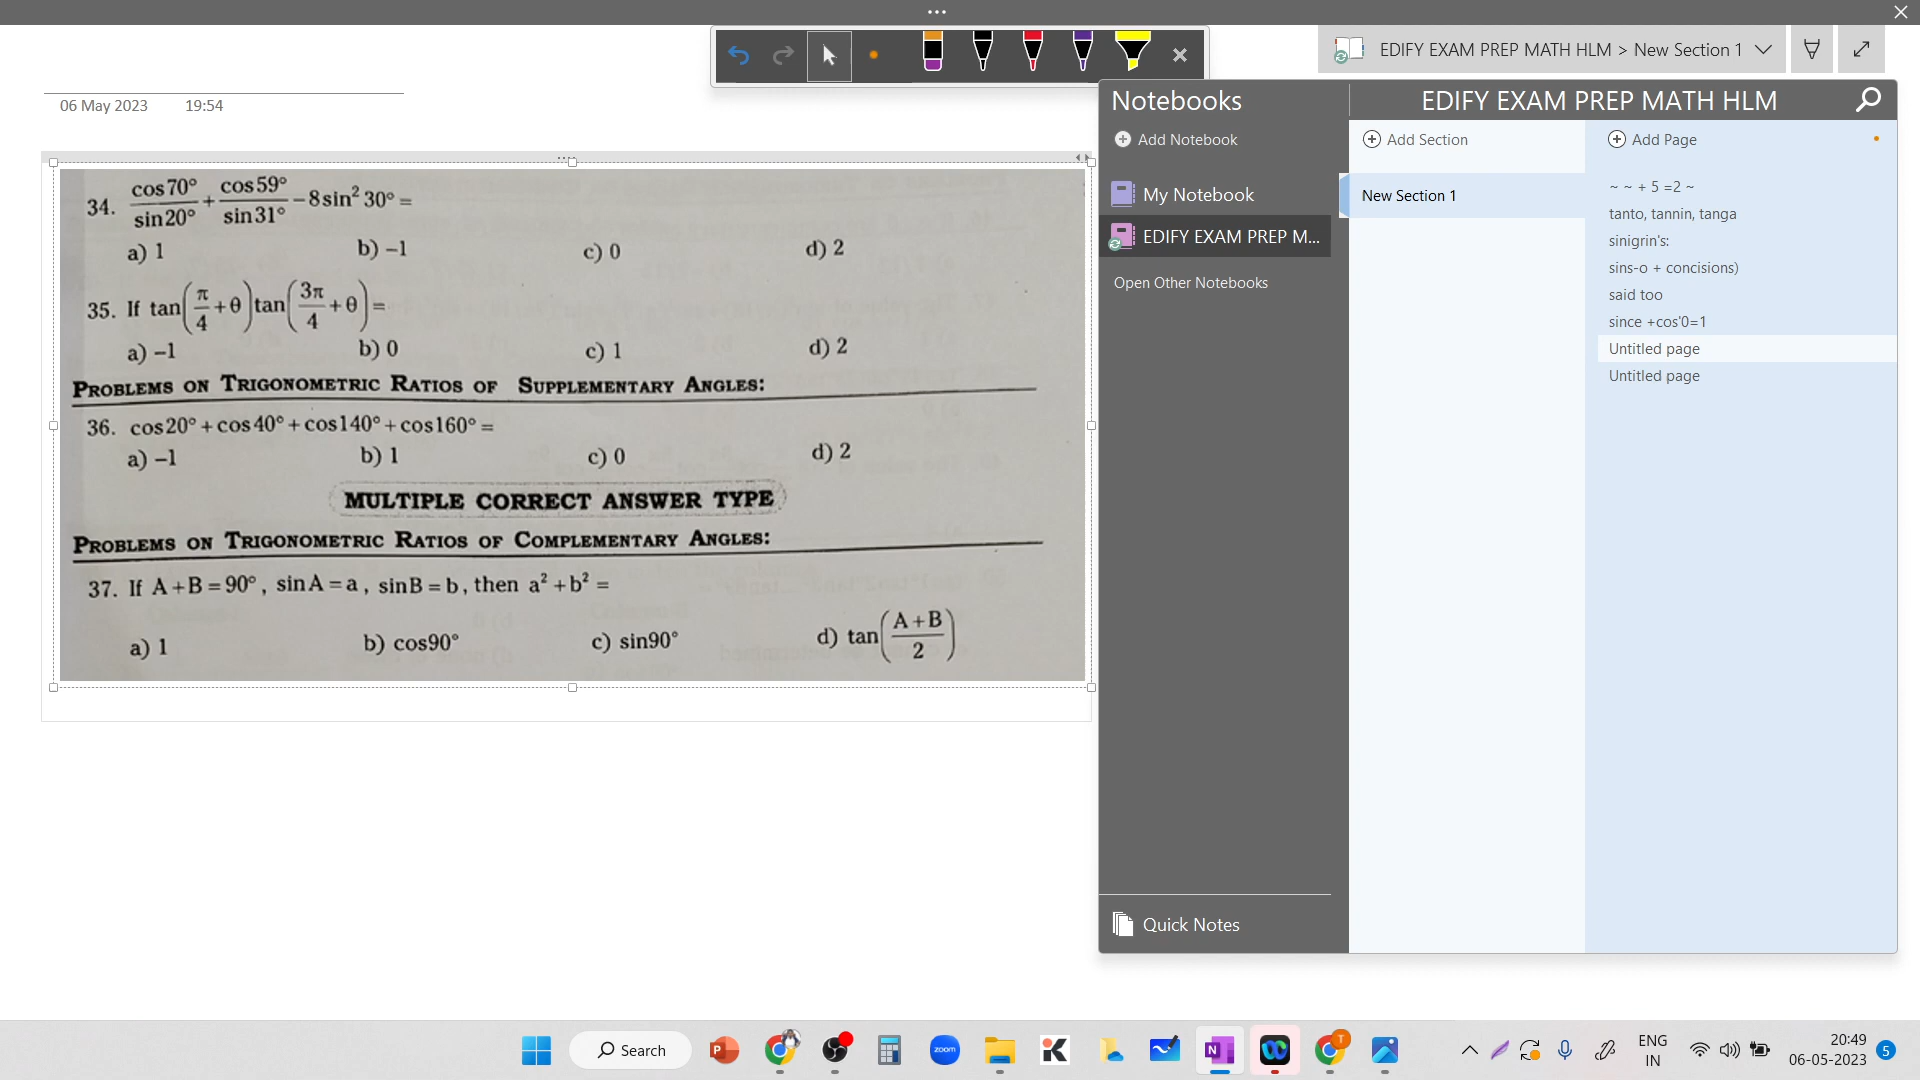 EDIFY EXAM PREP MATH HLM > New Section 1
06 May 2023 19:54
34. cos70°/sin20° + cos59°/sin31° − 8sin² 30° =
a) 1 b) −1 c) 0 d) 2
35. If tan(π/4 + θ)tan(3π/4 + θ) =
a) −1 b) 0 c) 1 d) 2
PROBLEMS ON TRIGONOMETRIC RATIOS OF SUPPLEMENTARY ANGLES:
36. cos20° + cos40° + cos140° + cos160° =
a) −1 b) 1 c) 0 d) 2
MULTIPLE CORRECT ANSWER TYPE
PROBLEMS ON TRIGONOMETRIC RATIOS OF COMPLEMENTARY ANGLES:
37. If A + B = 90°, sinA = a, sinB = b, then a² + b² =
a) 1 b) cos90° c) sin90° d) tan(A+B/2)
Notebooks
Add Notebook
My Notebook
EDIFY EXAM PREP M...
Open Other Notebooks
Quick Notes
EDIFY EXAM PREP MATH HLM
Add Section
New Section 1
Add Page
~ ~ + 5 =2 ~
tanto, tannin, tanga
sinigrin's:
sins-o + concisions)
said too
since +cos'0=1
Untitled page
Untitled page
Search
zoom
ENG
IN
20:49
06-05-2023
5